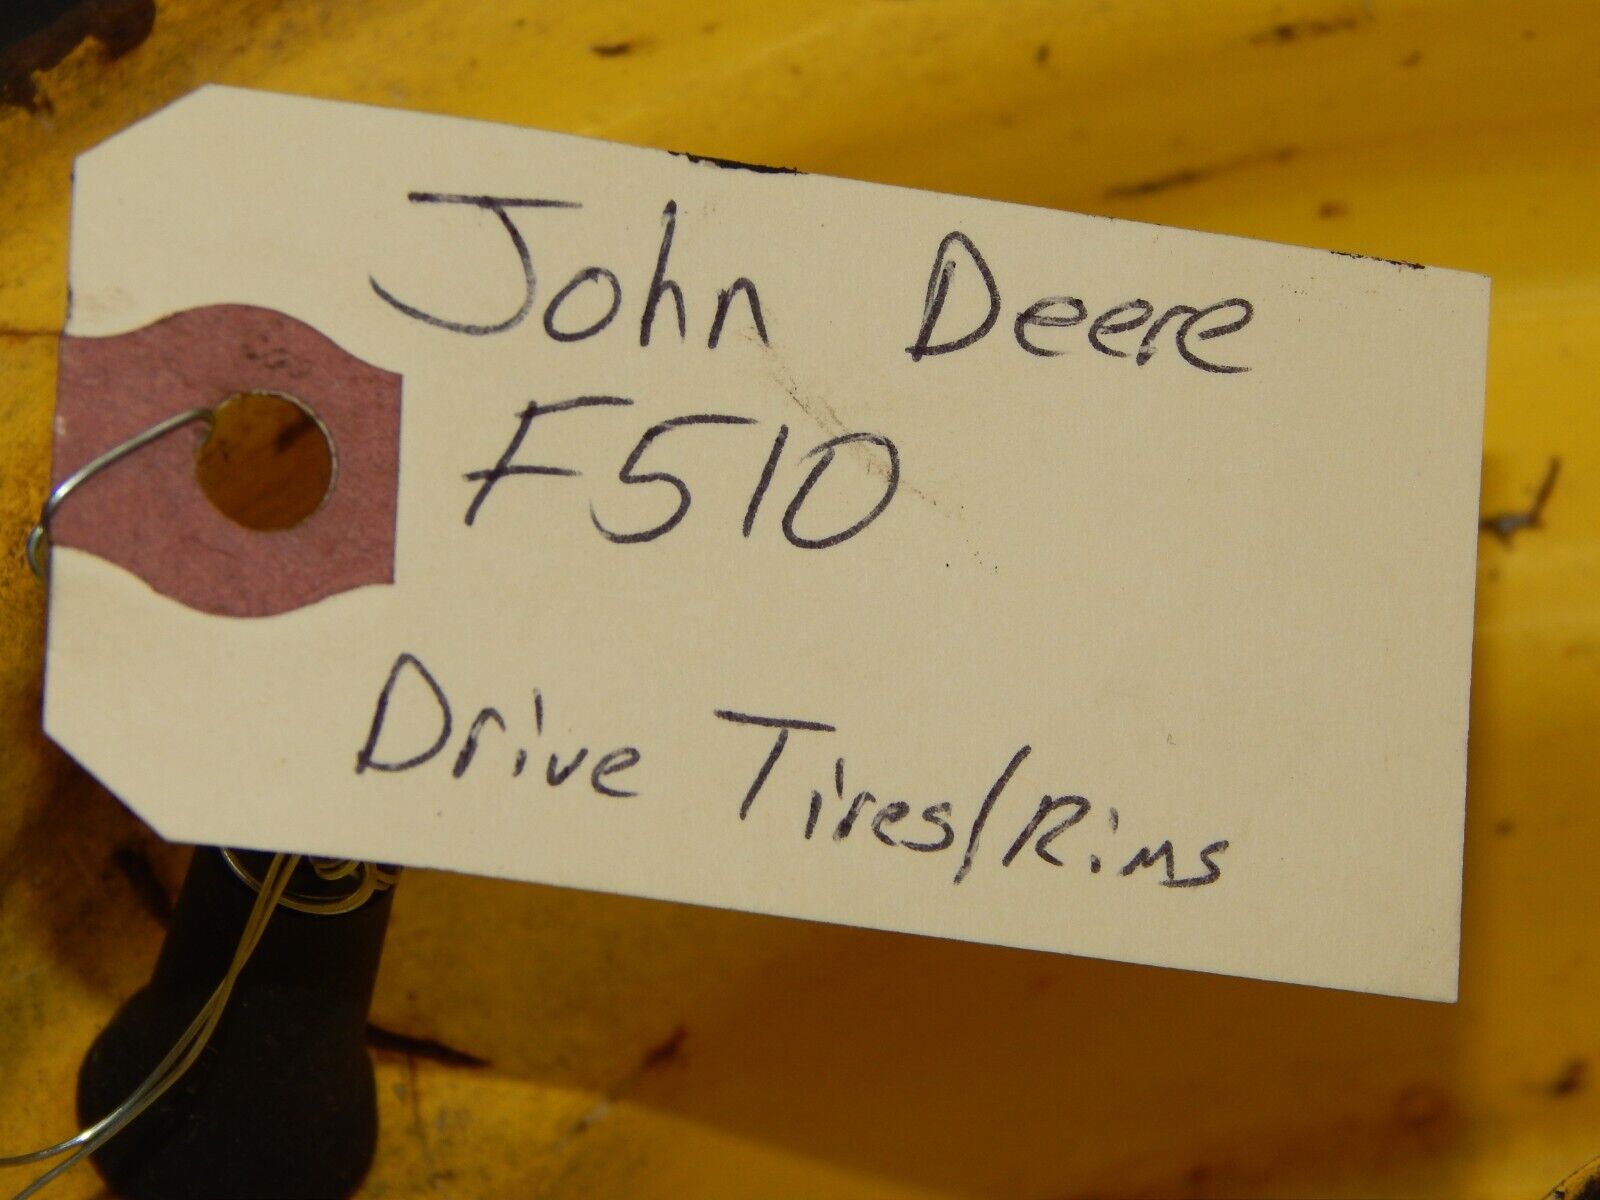 John Deere
F510
Drive Tires/Rims